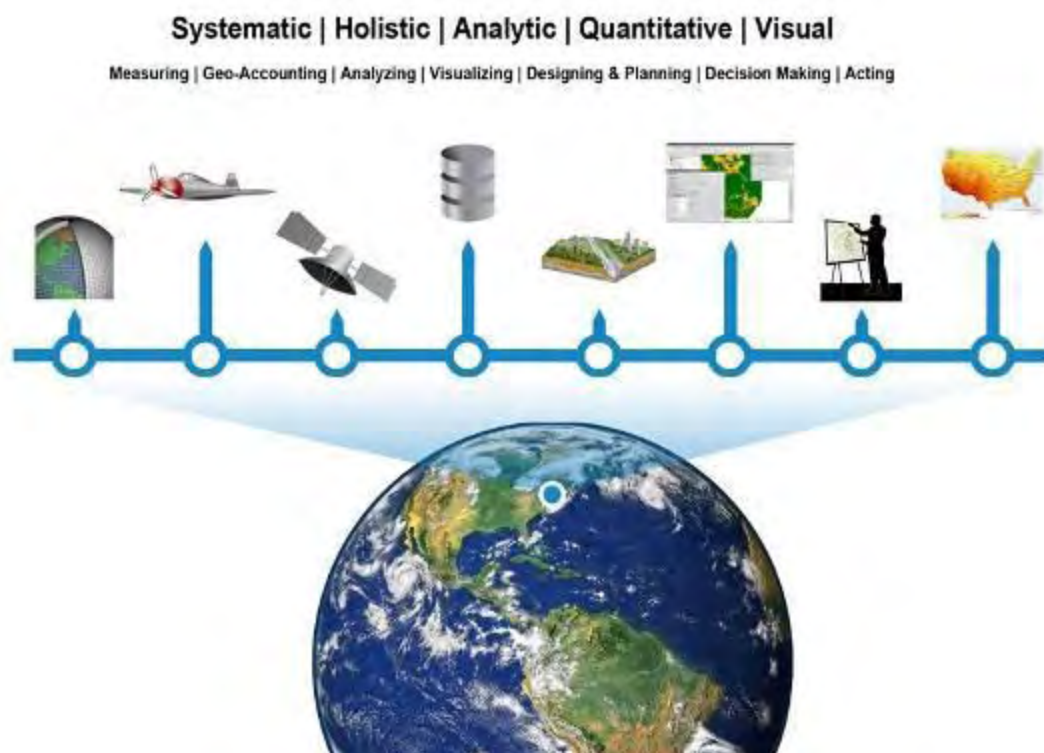 Systematic | Holistic | Analytic | Quantitative | Visual
Measuring | Geo-Accounting | Analyzing | Visualizing | Designing & Planning | Decision Making | Acting